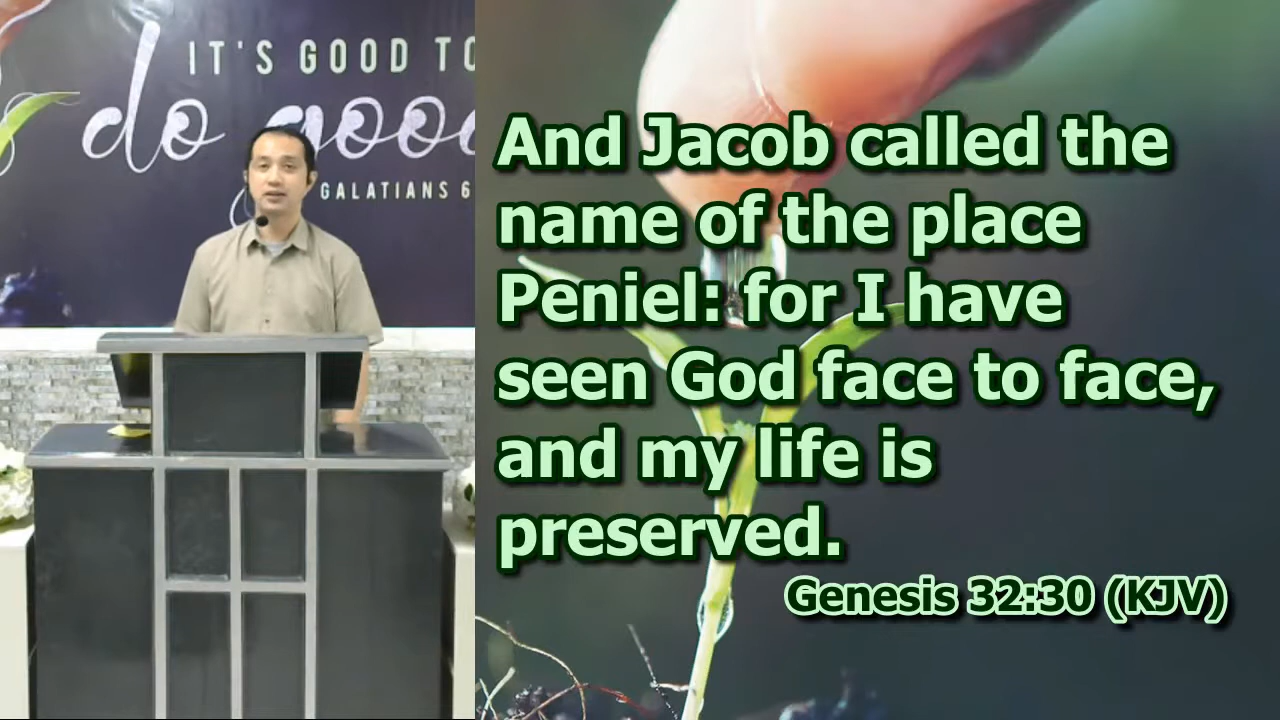 IT'S GOOD TO
do good
GALATIANS 6
And Jacob called the
name of the place
Peniel: for I have
seen God face to face,
and my life is
preserved.
Genesis 32:30 (KJV)